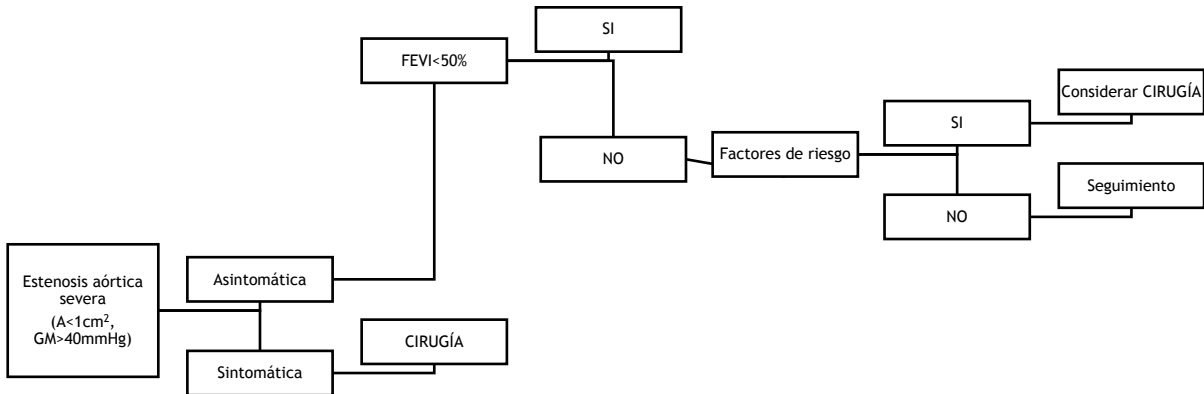 SI
FEVI<50%
Considerar CIRUGÍA
SI
NO
Factores de riesgo
Seguimiento
NO
Estenosis aórtica
severa
(A<1cm²,
GM>40mmHg)
Asintomática
CIRUGÍA
Sintomática